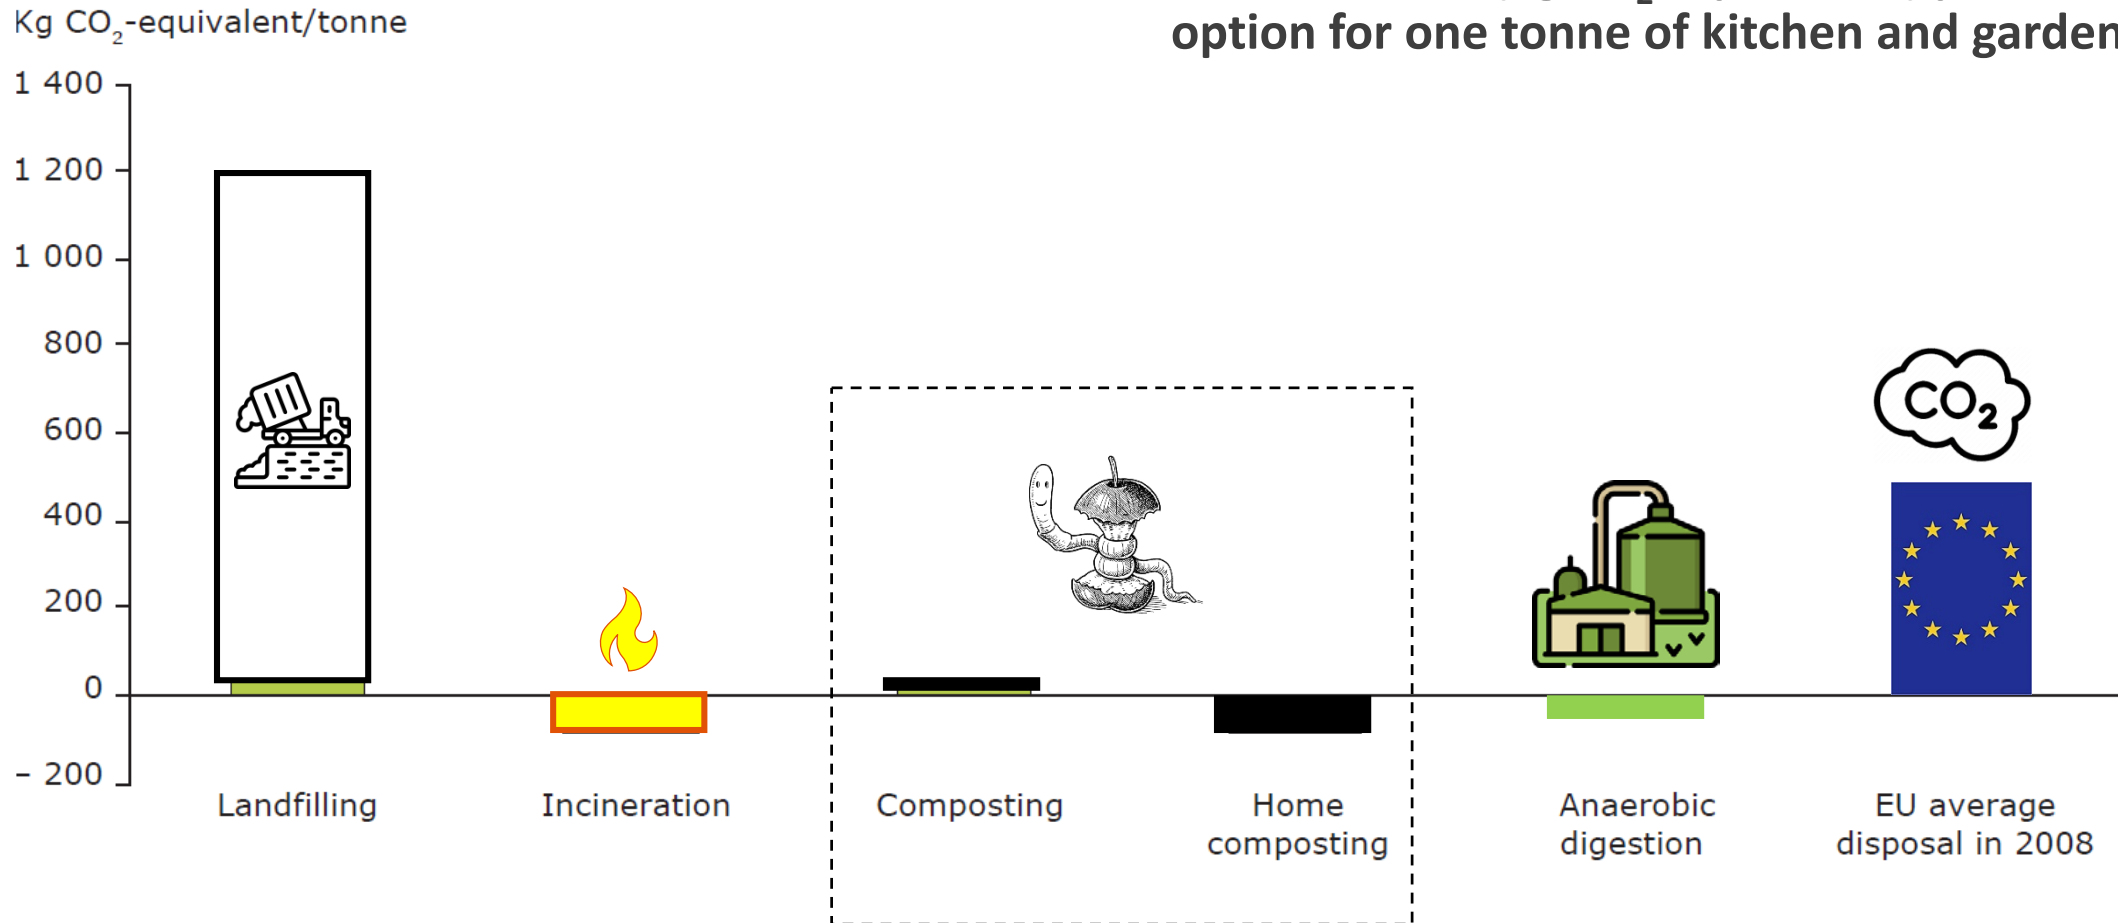 Kg CO₂-equivalent/tonne
option for one tonne of kitchen and garden
1 400
1 200
1 000
800
600
400
200
0
– 200
CO₂
Landfilling
Incineration
Composting
Home
composting
Anaerobic
digestion
EU average
disposal in 2008